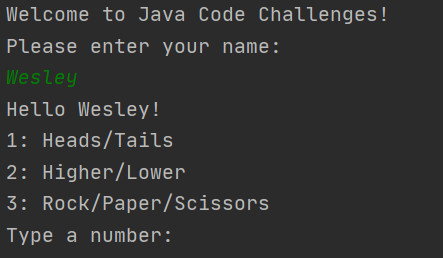 Welcome to Java Code Challenges!
Please enter your name:
Wesley
Hello Wesley!
1: Heads/Tails
2: Higher/Lower
3: Rock/Paper/Scissors
Type a number: